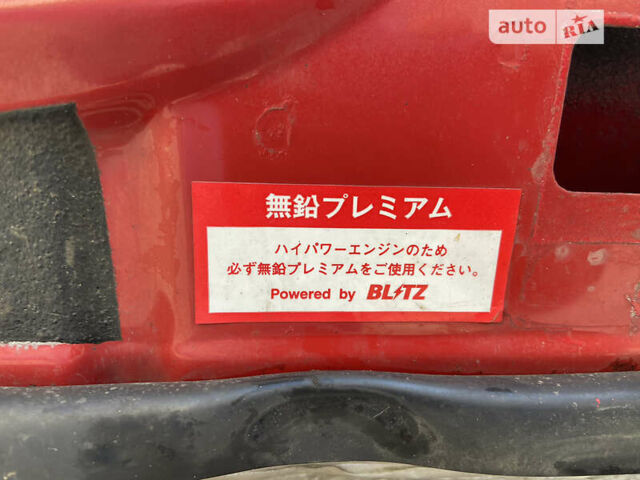 auto RIA
無鉛プレミアム
ハイパワーエンジンのため
必ず無鉛プレミアムをご使用ください。
Powered by BLITZ